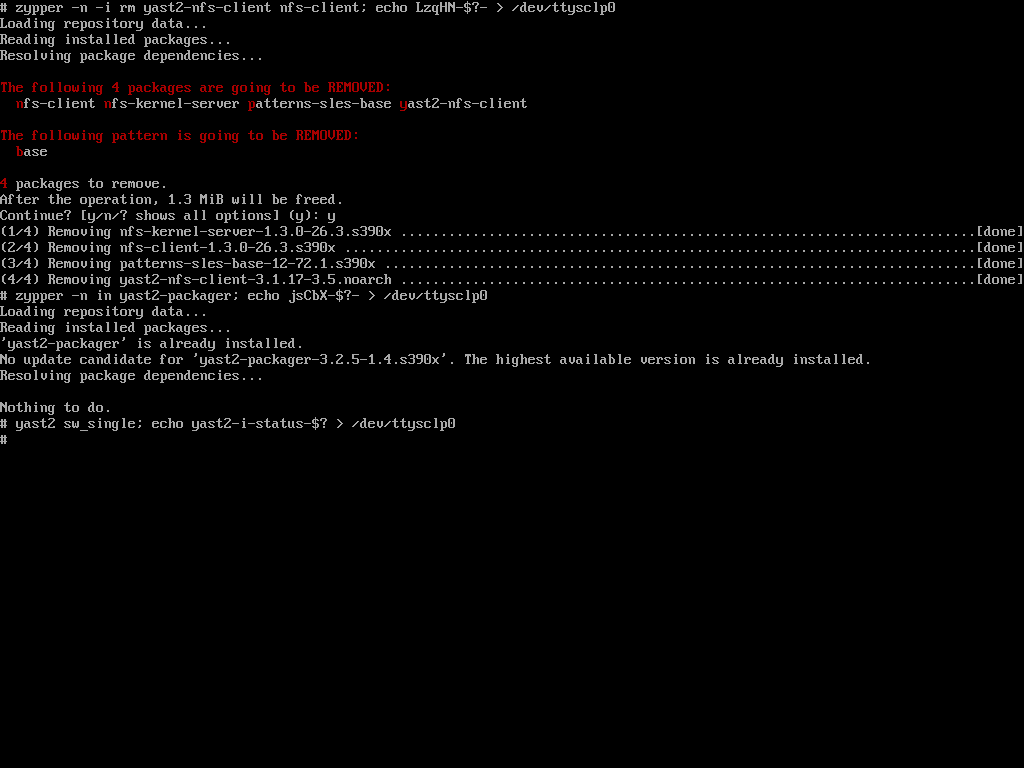 # zypper -n -i rm yast2-nfs-client nfs-client; echo LzqHN-$?- > /dev/ttysclp0
Loading repository data...
Reading installed packages...
Resolving package dependencies...
The following 4 packages are going to be REMOVED:
  nfs-client nfs-kernel-server patterns-sles-base yast2-nfs-client
The following pattern is going to be REMOVED:
  base
4 packages to remove.
After the operation, 1.3 MiB will be freed.
Continue? [y/n/? shows all options] (y): y
(1/4) Removing nfs-kernel-server-1.3.0-26.3.s390x ........................................................................[done]
(2/4) Removing nfs-client-1.3.0-26.3.s390x ...............................................................................[done]
(3/4) Removing patterns-sles-base-12-72.1.s390x ..........................................................................[done]
(4/4) Removing yast2-nfs-client-3.1.17-3.5.noarch ........................................................................[done]
# zypper -n in yast2-packager; echo jsCbX-$?- > /dev/ttysclp0
Loading repository data...
Reading installed packages...
'yast2-packager' is already installed.
No update candidate for 'yast2-packager-3.2.5-1.4.s390x'. The highest available version is already installed.
Resolving package dependencies...
Nothing to do.
# yast2 sw_single; echo yast2-i-status-$? > /dev/ttysclp0
#